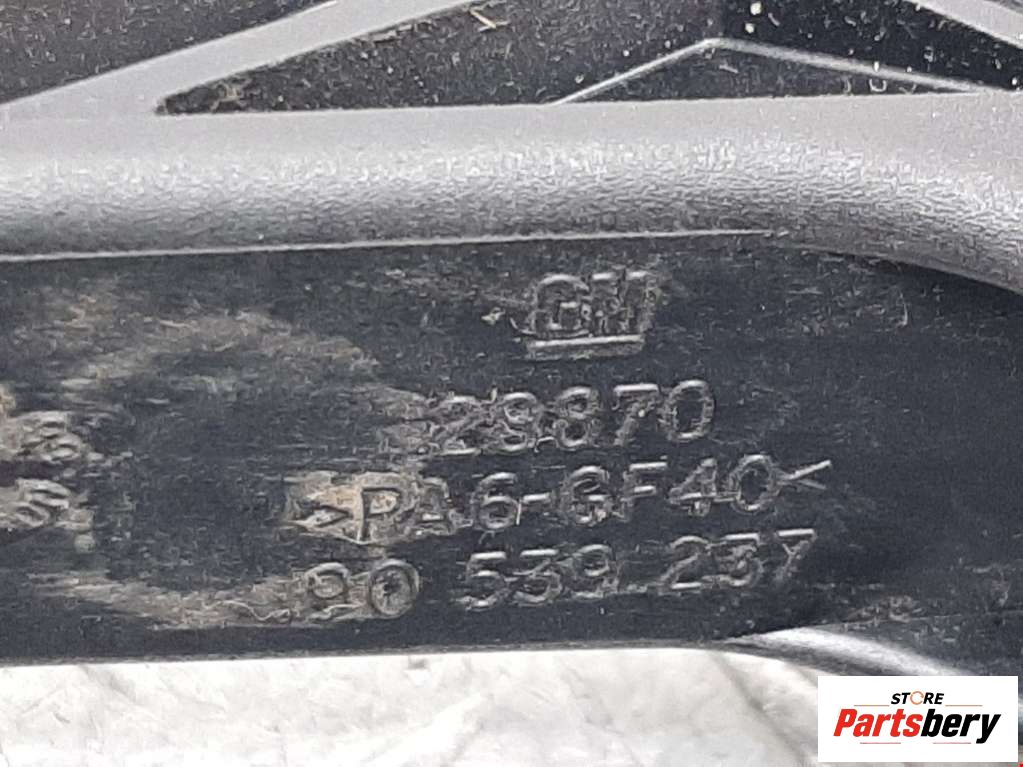 GM
29870
>PA6-GF40<
90 539 237
STORE
Partsbery